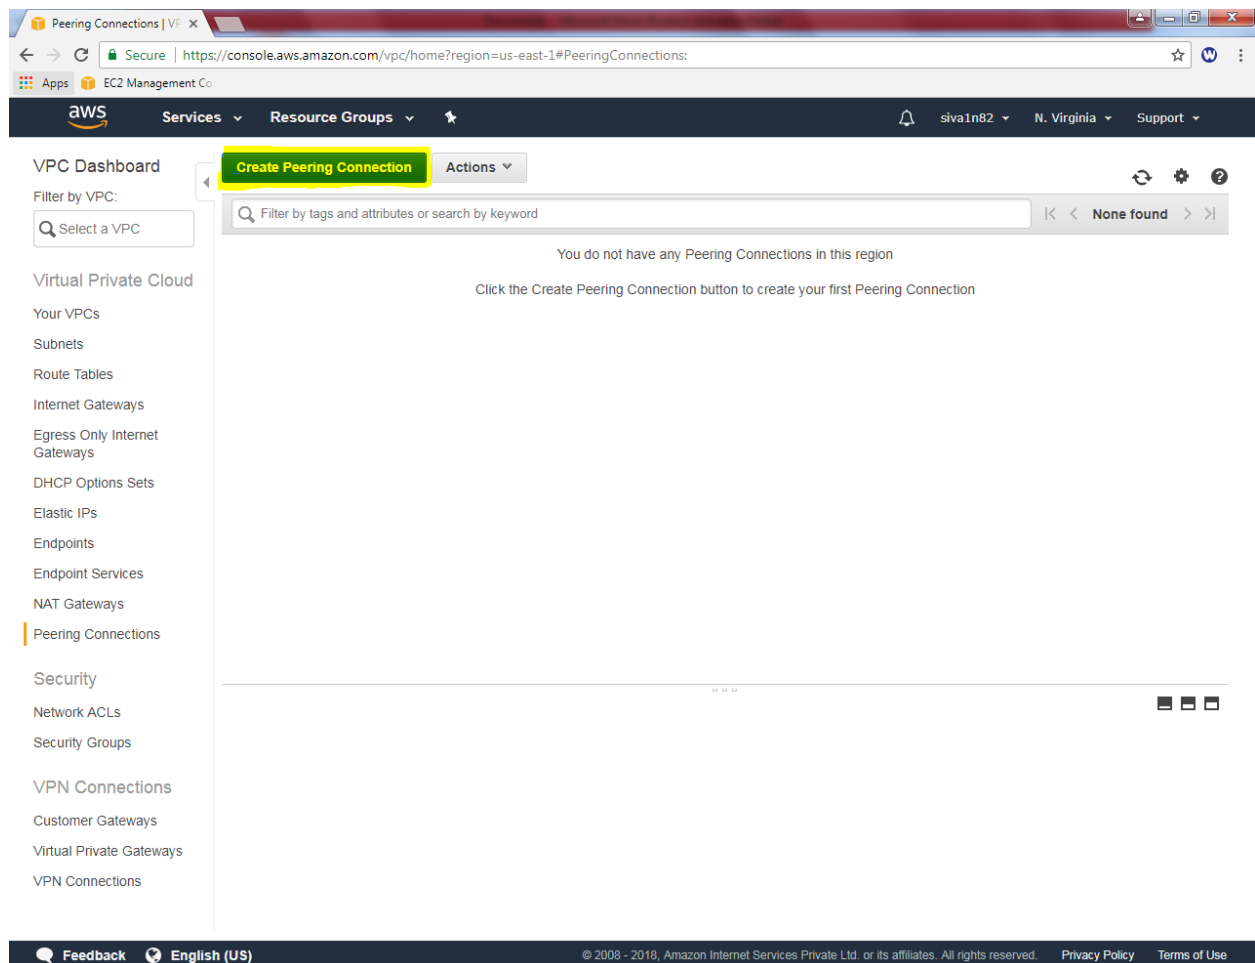 Peering Connections | VP
Secure | https://console.aws.amazon.com/vpc/home?region=us-east-1#PeeringConnections:
Apps EC2 Management Co
aws Services Resource Groups siva1n82 N. Virginia Support
VPC Dashboard
Filter by VPC:
Select a VPC
Virtual Private Cloud
Your VPCs
Subnets
Route Tables
Internet Gateways
Egress Only Internet
Gateways
DHCP Options Sets
Elastic IPs
Endpoints
Endpoint Services
NAT Gateways
Peering Connections
Security
Network ACLs
Security Groups
VPN Connections
Customer Gateways
Virtual Private Gateways
VPN Connections
Create Peering Connection Actions
Filter by tags and attributes or search by keyword
None found
You do not have any Peering Connections in this region
Click the Create Peering Connection button to create your first Peering Connection
Feedback English (US) © 2008 - 2018, Amazon Internet Services Private Ltd. or its affiliates. All rights reserved. Privacy Policy Terms of Use